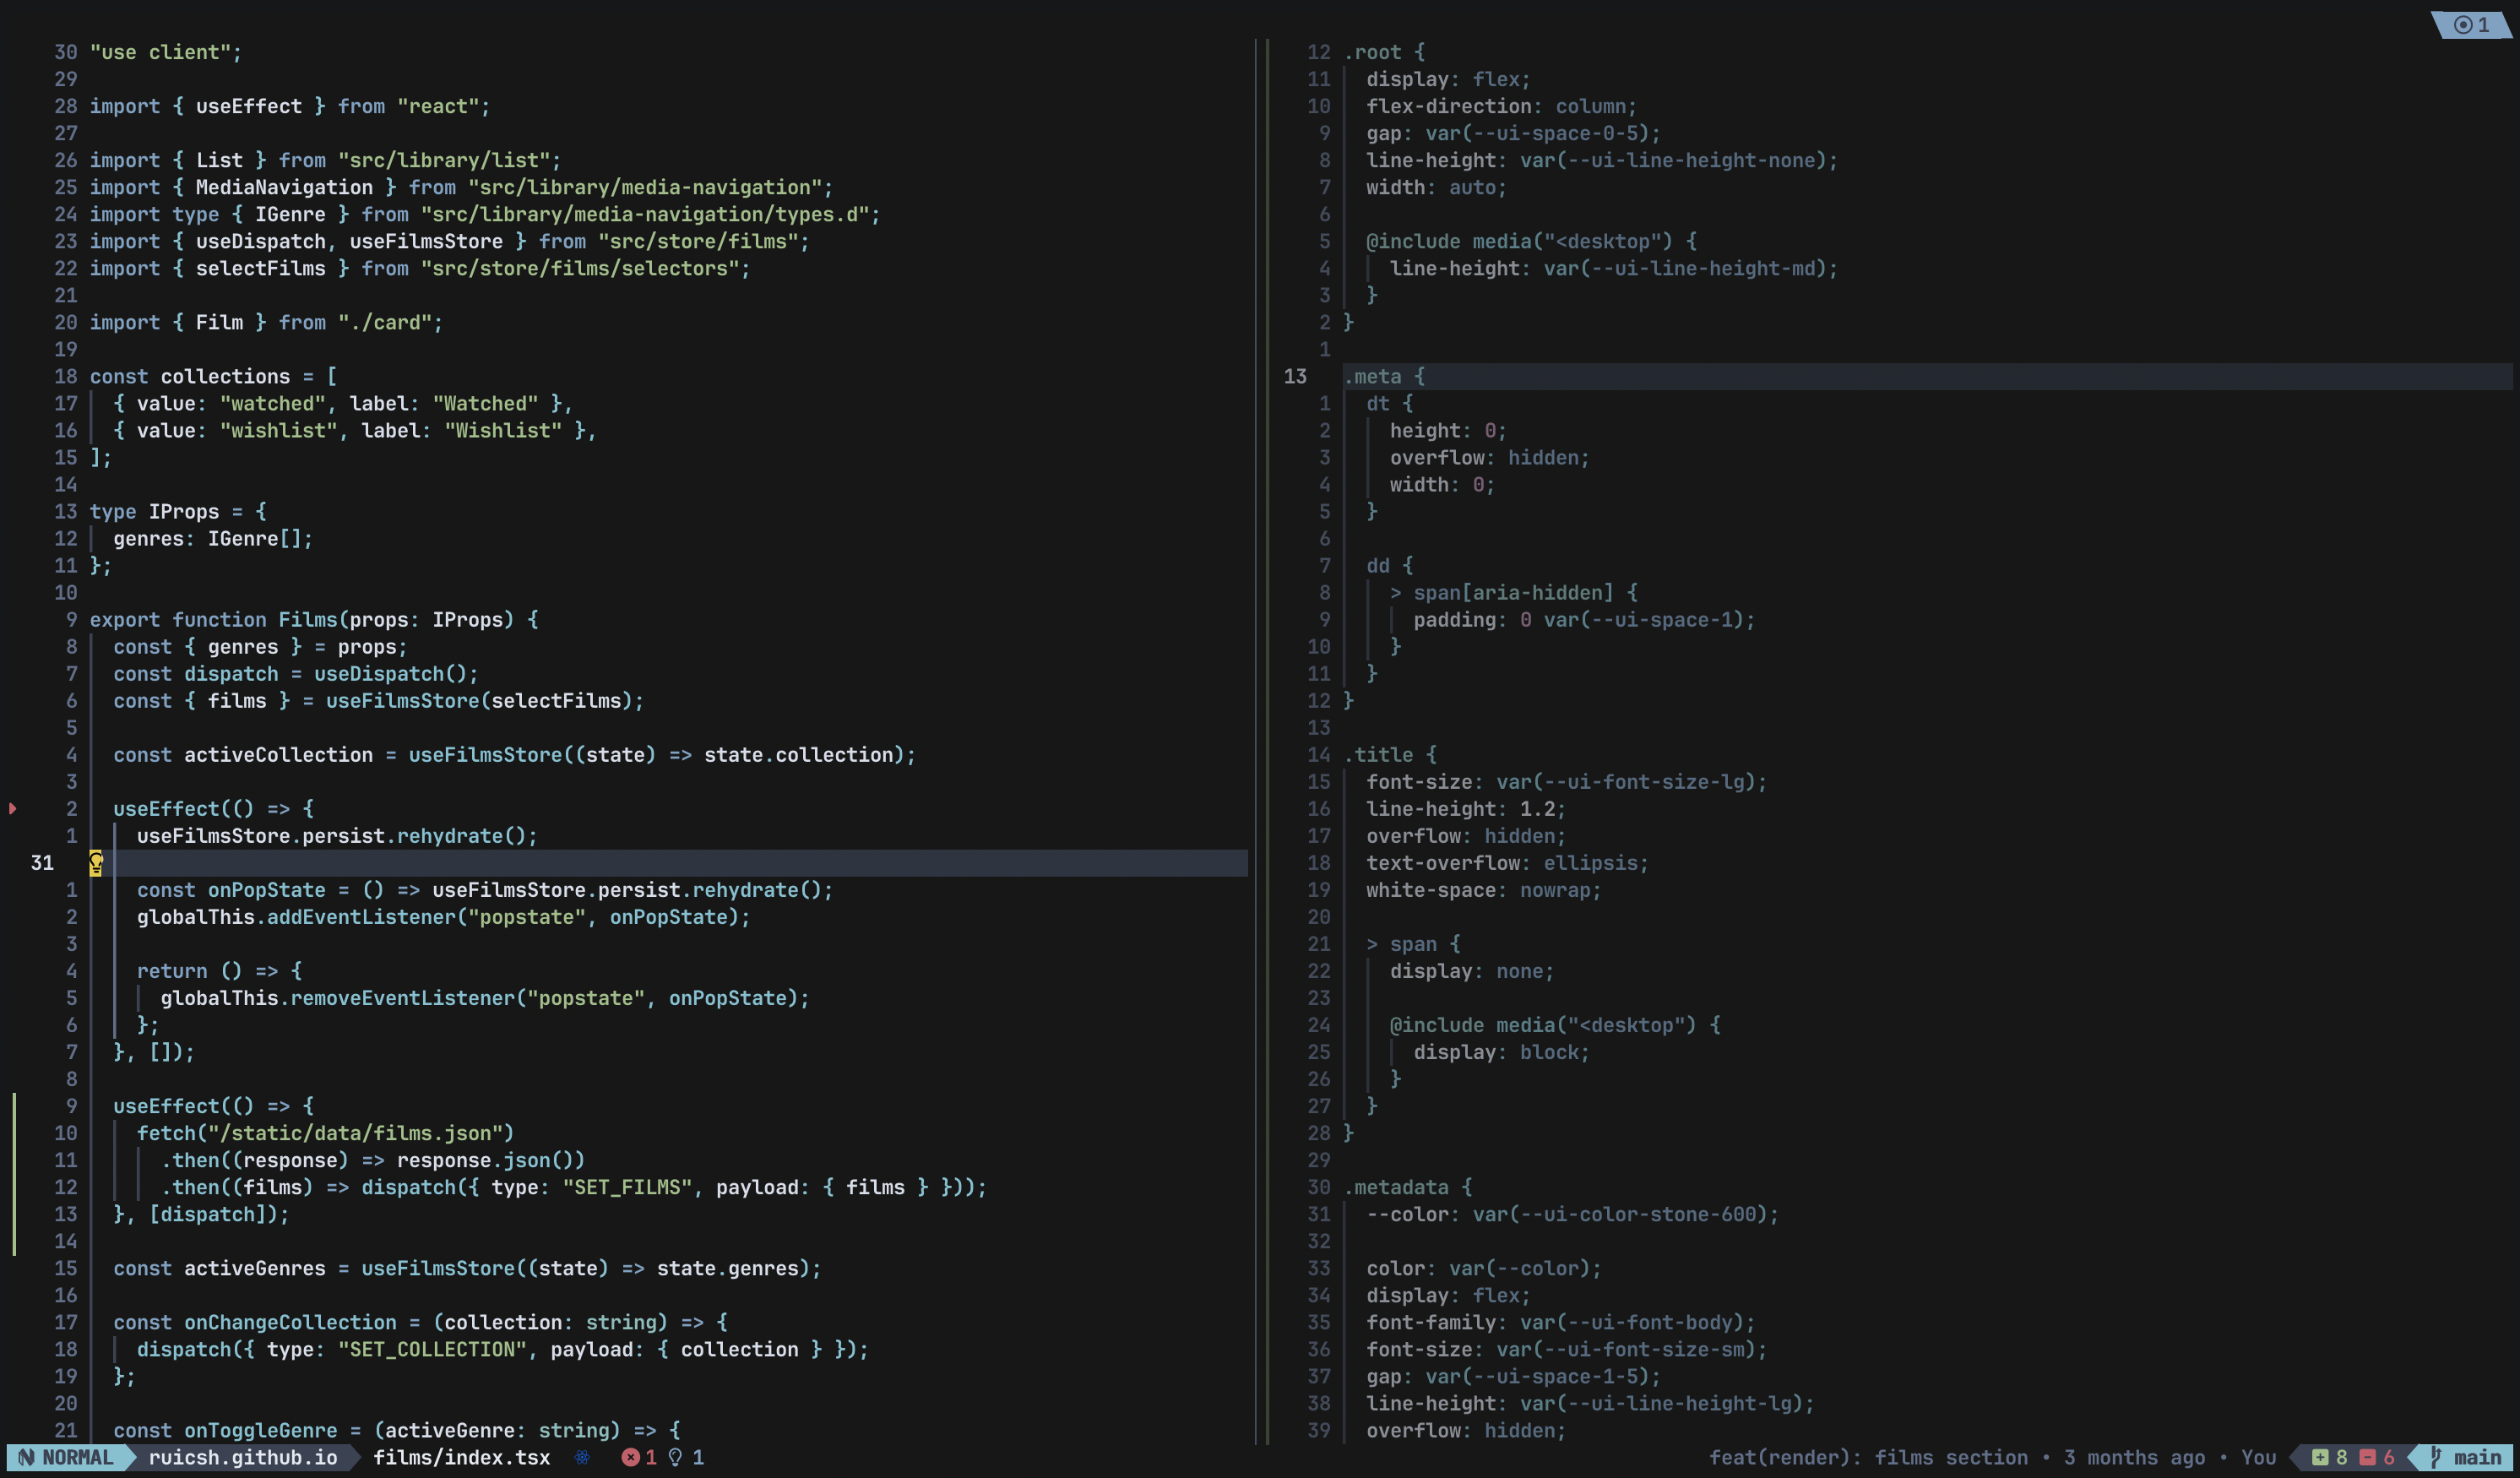 1
30 "use client";
29
28 import { useEffect } from "react";
27
26 import { List } from "src/library/list";
25 import { MediaNavigation } from "src/library/media-navigation";
24 import type { IGenre } from "src/library/media-navigation/types.d";
23 import { useDispatch, useFilmsStore } from "src/store/films";
22 import { selectFilms } from "src/store/films/selectors";
21
20 import { Film } from "./card";
19
18 const collections = [
17   { value: "watched", label: "Watched" },
16   { value: "wishlist", label: "Wishlist" },
15 ];
14
13 type IProps = {
12   genres: IGenre[];
11 };
10
9 export function Films(props: IProps) {
8   const { genres } = props;
7   const dispatch = useDispatch();
6   const { films } = useFilmsStore(selectFilms);
5
4   const activeCollection = useFilmsStore((state) => state.collection);
3
2   useEffect(() => {
1     useFilmsStore.persist.rehydrate();
31
1     const onPopState = () => useFilmsStore.persist.rehydrate();
2     globalThis.addEventListener("popstate", onPopState);
3
4     return () => {
5       globalThis.removeEventListener("popstate", onPopState);
6     };
7   }, []);
8
9   useEffect(() => {
10     fetch("/static/data/films.json")
11       .then((response) => response.json())
12       .then((films) => dispatch({ type: "SET_FILMS", payload: { films } }));
13   }, [dispatch]);
14
15   const activeGenres = useFilmsStore((state) => state.genres);
16
17   const onChangeCollection = (collection: string) => {
18     dispatch({ type: "SET_COLLECTION", payload: { collection } });
19   };
20
21   const onToggleGenre = (activeGenre: string) => {
12 .root {
11   display: flex;
10   flex-direction: column;
9   gap: var(--ui-space-0-5);
8   line-height: var(--ui-line-height-none);
7   width: auto;
6
5   @include media("<desktop") {
4     line-height: var(--ui-line-height-md);
3   }
2 }
1
13 .meta {
1   dt {
2     height: 0;
3     overflow: hidden;
4     width: 0;
5   }
6
7   dd {
8     > span[aria-hidden] {
9       padding: 0 var(--ui-space-1);
10     }
11   }
12 }
13
14 .title {
15   font-size: var(--ui-font-size-lg);
16   line-height: 1.2;
17   overflow: hidden;
18   text-overflow: ellipsis;
19   white-space: nowrap;
20
21   > span {
22     display: none;
23
24     @include media("<desktop") {
25       display: block;
26     }
27   }
28 }
29
30 .metadata {
31   --color: var(--ui-color-stone-600);
32
33   color: var(--color);
34   display: flex;
35   font-family: var(--ui-font-body);
36   font-size: var(--ui-font-size-sm);
37   gap: var(--ui-space-1-5);
38   line-height: var(--ui-line-height-lg);
39   overflow: hidden;
NORMAL ruicsh.github.io films/index.tsx 1 1 feat(render): films section • 3 months ago • You 8 6 main